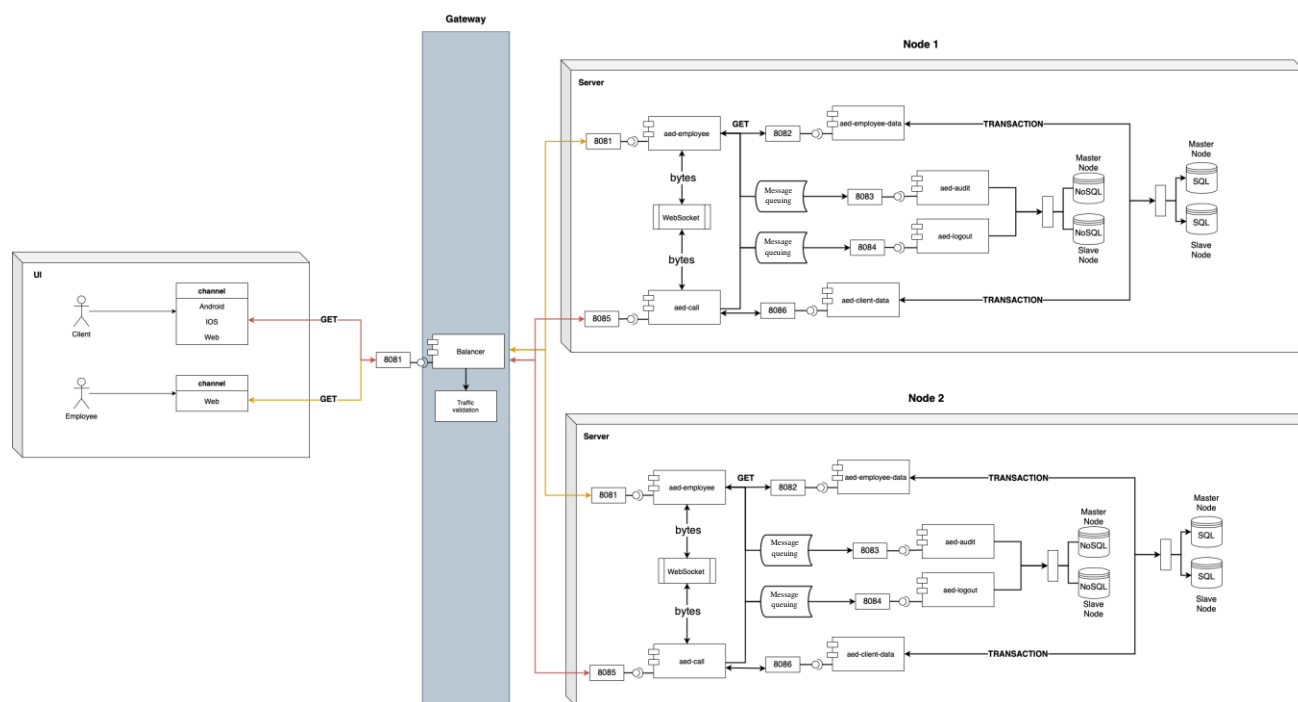 Gateway
Node 1
Server
aed-employee
8081
GET
8082
aed-employee-data
TRANSACTION
bytes
Message
queuing
8083
aed-audit
Master
Node
NoSQL
Master
Node
SQL
WebSocket
Message
queuing
8084
aed-logout
NoSQL
Slave
Node
SQL
Slave
Node
bytes
8085
aed-call
8086
aed-client-data
TRANSACTION
UI
Client
channel
Android
IOS
Web
GET
Employee
channel
Web
GET
8081
Balancer
Traffic
validation
Node 2
Server
8081
aed-employee
GET
8082
aed-employee-data
TRANSACTION
bytes
Message
queuing
8083
aed-audit
Master
Node
NoSQL
Master
Node
SQL
WebSocket
Message
queuing
8084
aed-logout
NoSQL
Slave
Node
SQL
Slave
Node
bytes
8085
aed-call
8086
aed-client-data
TRANSACTION